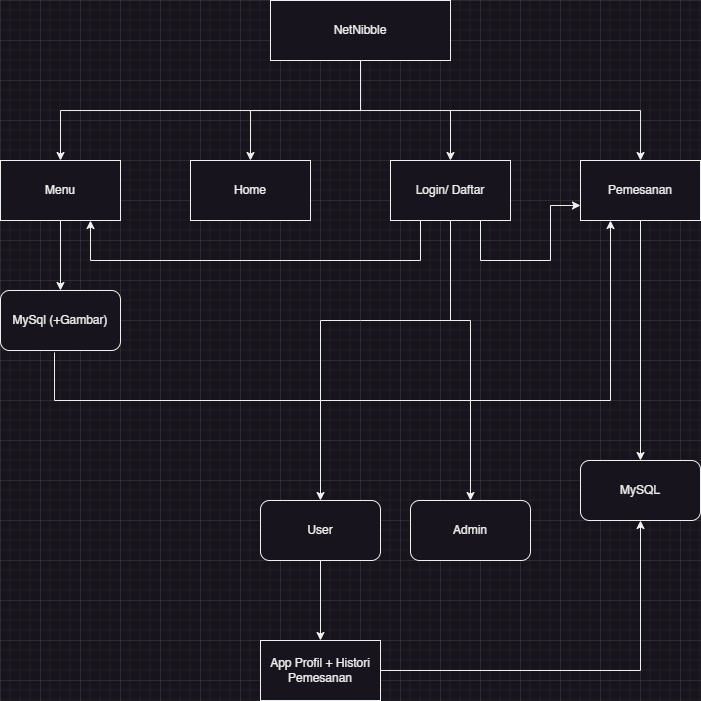 NetNibble
Menu
Home
Login/ Daftar
Pemesanan
MySql (+Gambar)
MySQL
User
Admin
App Profil + Histori
Pemesanan